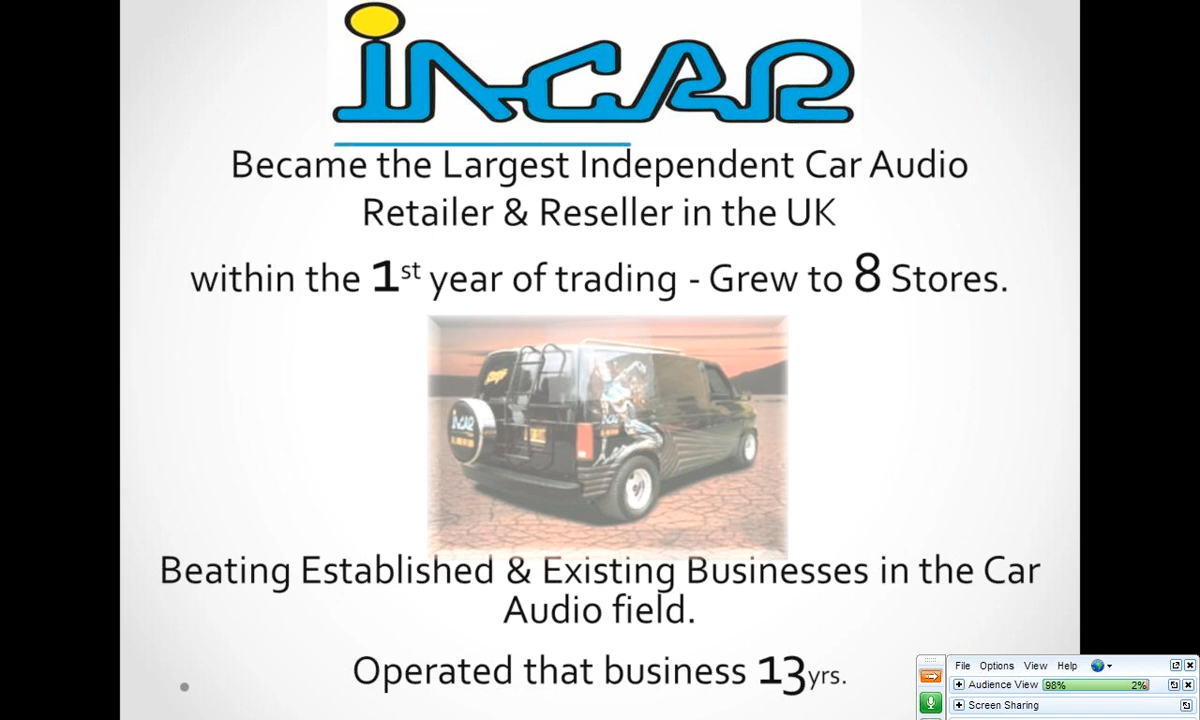 INCAR
Became the Largest Independent Car Audio
Retailer & Reseller in the UK
within the 1st year of trading - Grew to 8 Stores.
INCAR
Beating Established & Existing Businesses in the Car
Audio field.
Operated that business 13yrs.
File Options View Help
Audience View 98% 2%
Screen Sharing